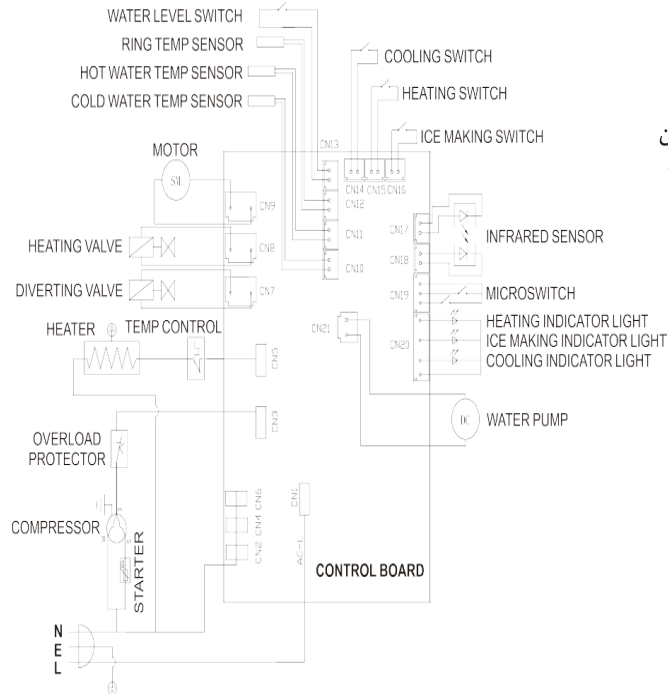 WATER LEVEL SWITCH
RING TEMP SENSOR
HOT WATER TEMP SENSOR
COLD WATER TEMP SENSOR
COOLING SWITCH
HEATING SWITCH
ICE MAKING SWITCH
MOTOR
SM
HEATING VALVE
DIVERTING VALVE
HEATER
TEMP CONTROL
CN13
CN14
CN15
CN16
CN9
CN12
CN8
CN11
CN7
CN10
CN17
CN18
INFRARED SENSOR
CN19
MICROSWITCH
CN21
CN20
HEATING INDICATOR LIGHT
ICE MAKING INDICATOR LIGHT
COOLING INDICATOR LIGHT
CN5
CN3
DC
WATER PUMP
OVERLOAD
PROTECTOR
COMPRESSOR
STARTER
CN6
CN4
CN2
CN1
AC-L
CONTROL BOARD
N
E
L